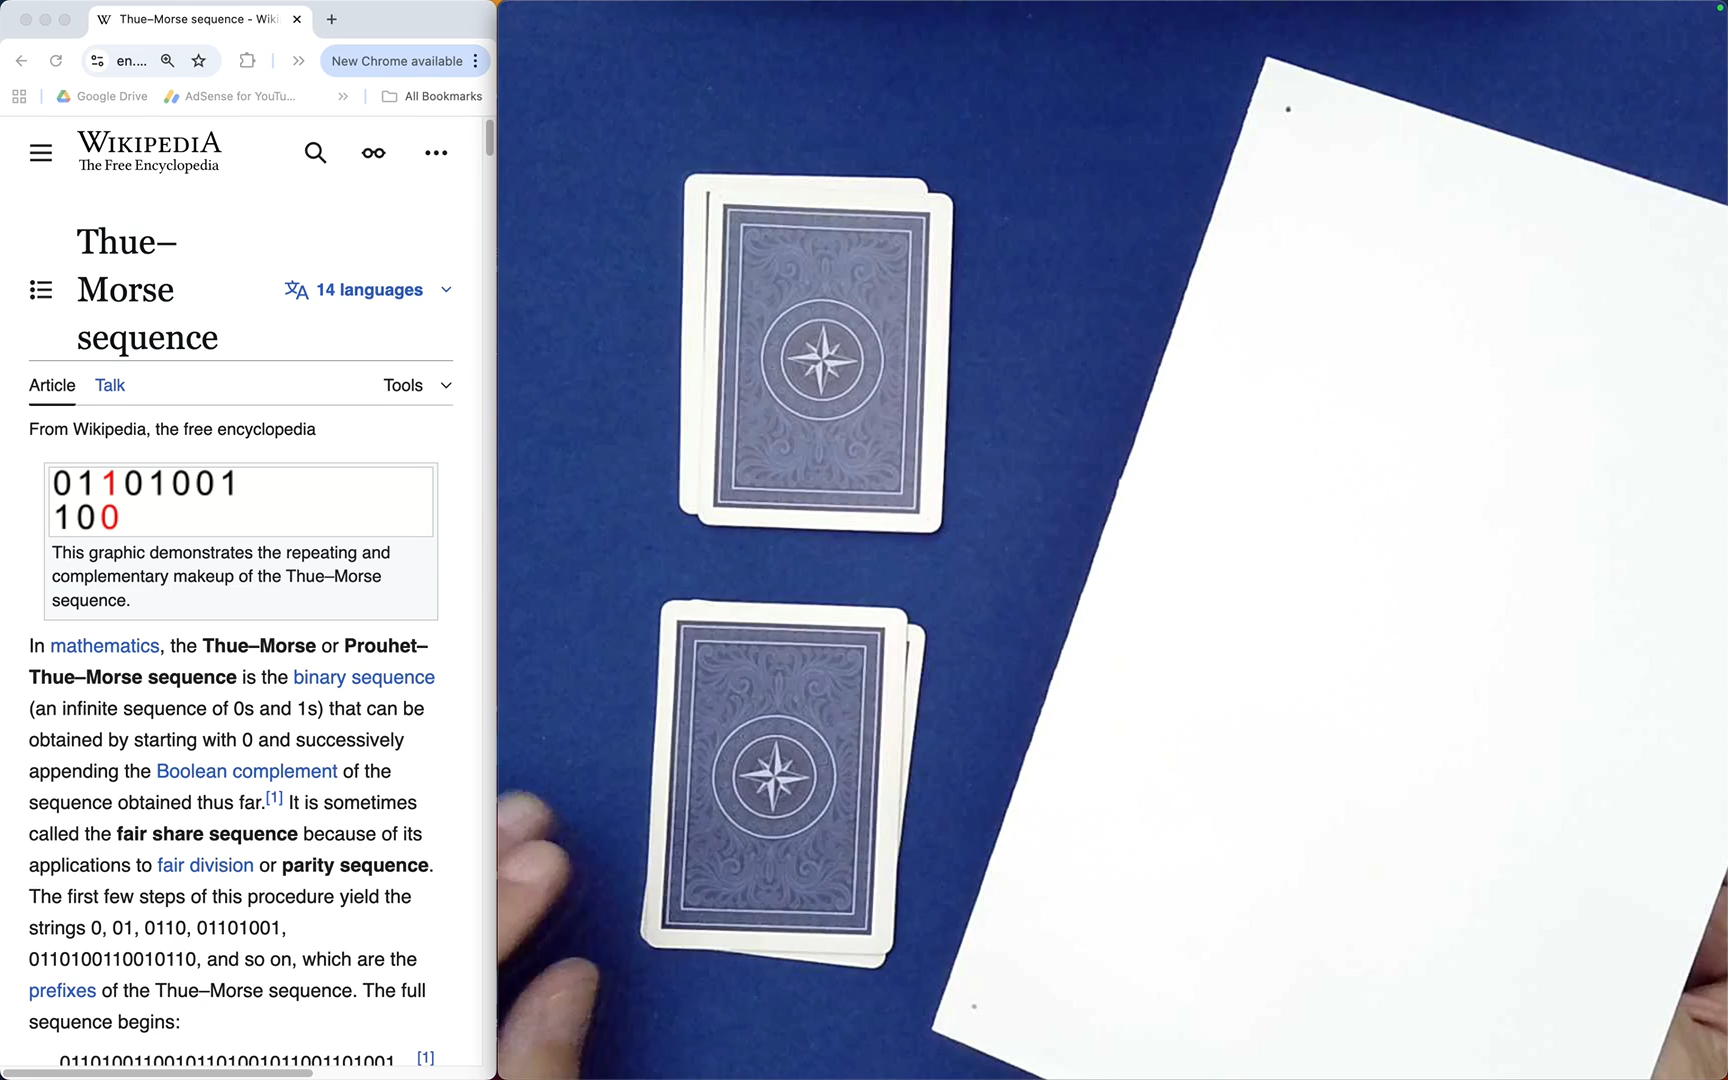 Thue–Morse sequence - Wiki
en....
New Chrome available
Google Drive
AdSense for YouTu...
All Bookmarks
WIKIPEDIA
The Free Encyclopedia
Thue–
Morse
sequence
14 languages
Article
Talk
Tools
From Wikipedia, the free encyclopedia
01101001
100
This graphic demonstrates the repeating and
complementary makeup of the Thue–Morse
sequence.
In mathematics, the Thue–Morse or Prouhet–
Thue–Morse sequence is the binary sequence
(an infinite sequence of 0s and 1s) that can be
obtained by starting with 0 and successively
appending the Boolean complement of the
sequence obtained thus far.[1] It is sometimes
called the fair share sequence because of its
applications to fair division or parity sequence.
The first few steps of this procedure yield the
strings 0, 01, 0110, 01101001,
0110100110010110, and so on, which are the
prefixes of the Thue–Morse sequence. The full
sequence begins:
01101001100101101001011001101001 [1]